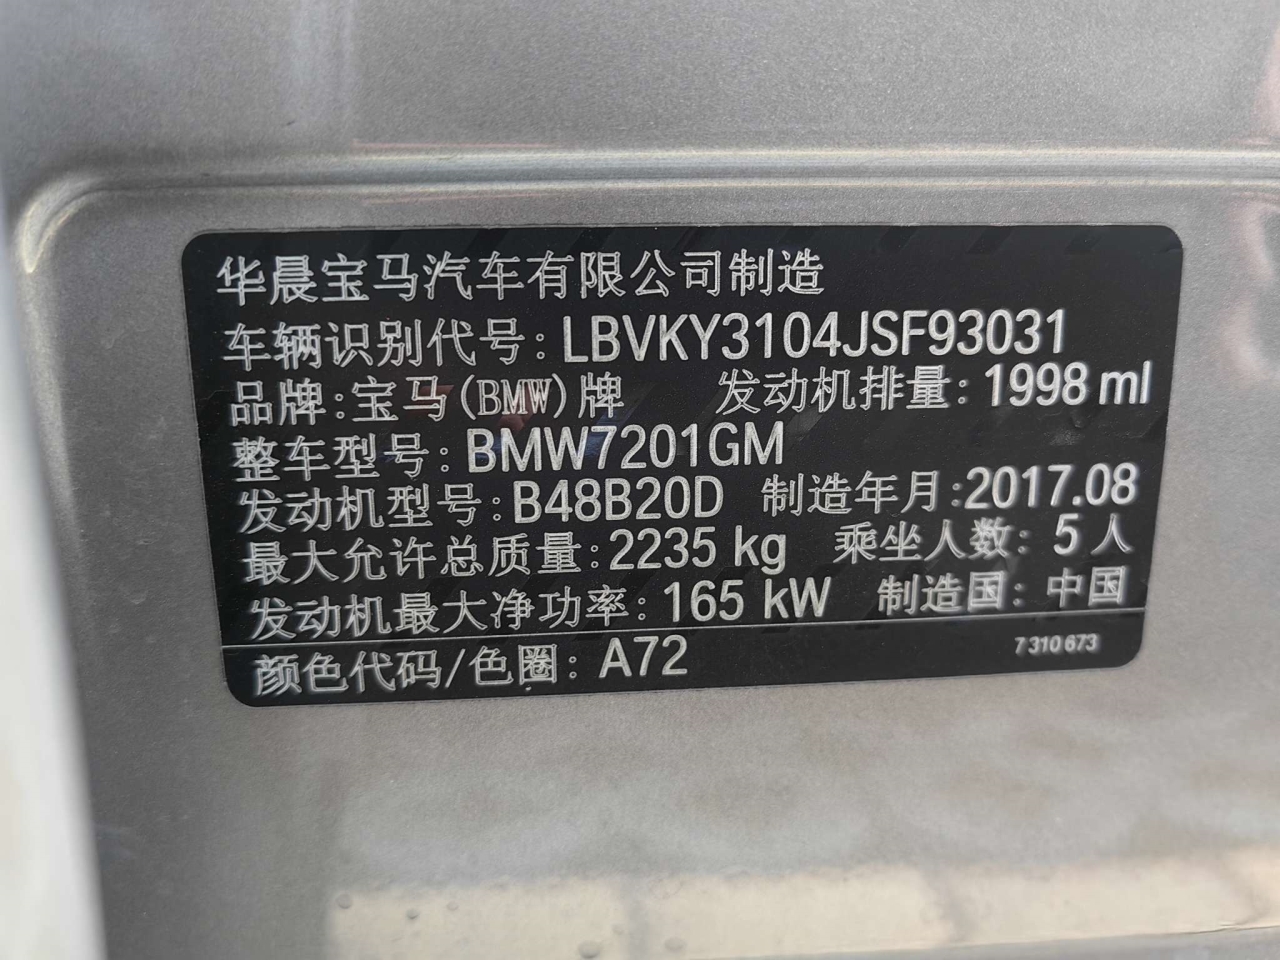 华晨宝马汽车有限公司制造
车辆识别代号：LBVKY3104JSF93031
品牌：宝马(BMW)牌 发动机排量：1998 ml
整车型号：BMW7201GM
发动机型号：B48B20D 制造年月：2017.08
最大允许总质量：2235 kg 乘坐人数：5 人
发动机最大净功率：165 kW 制造国：中国
颜色代码/色圈：A72 7 310 673